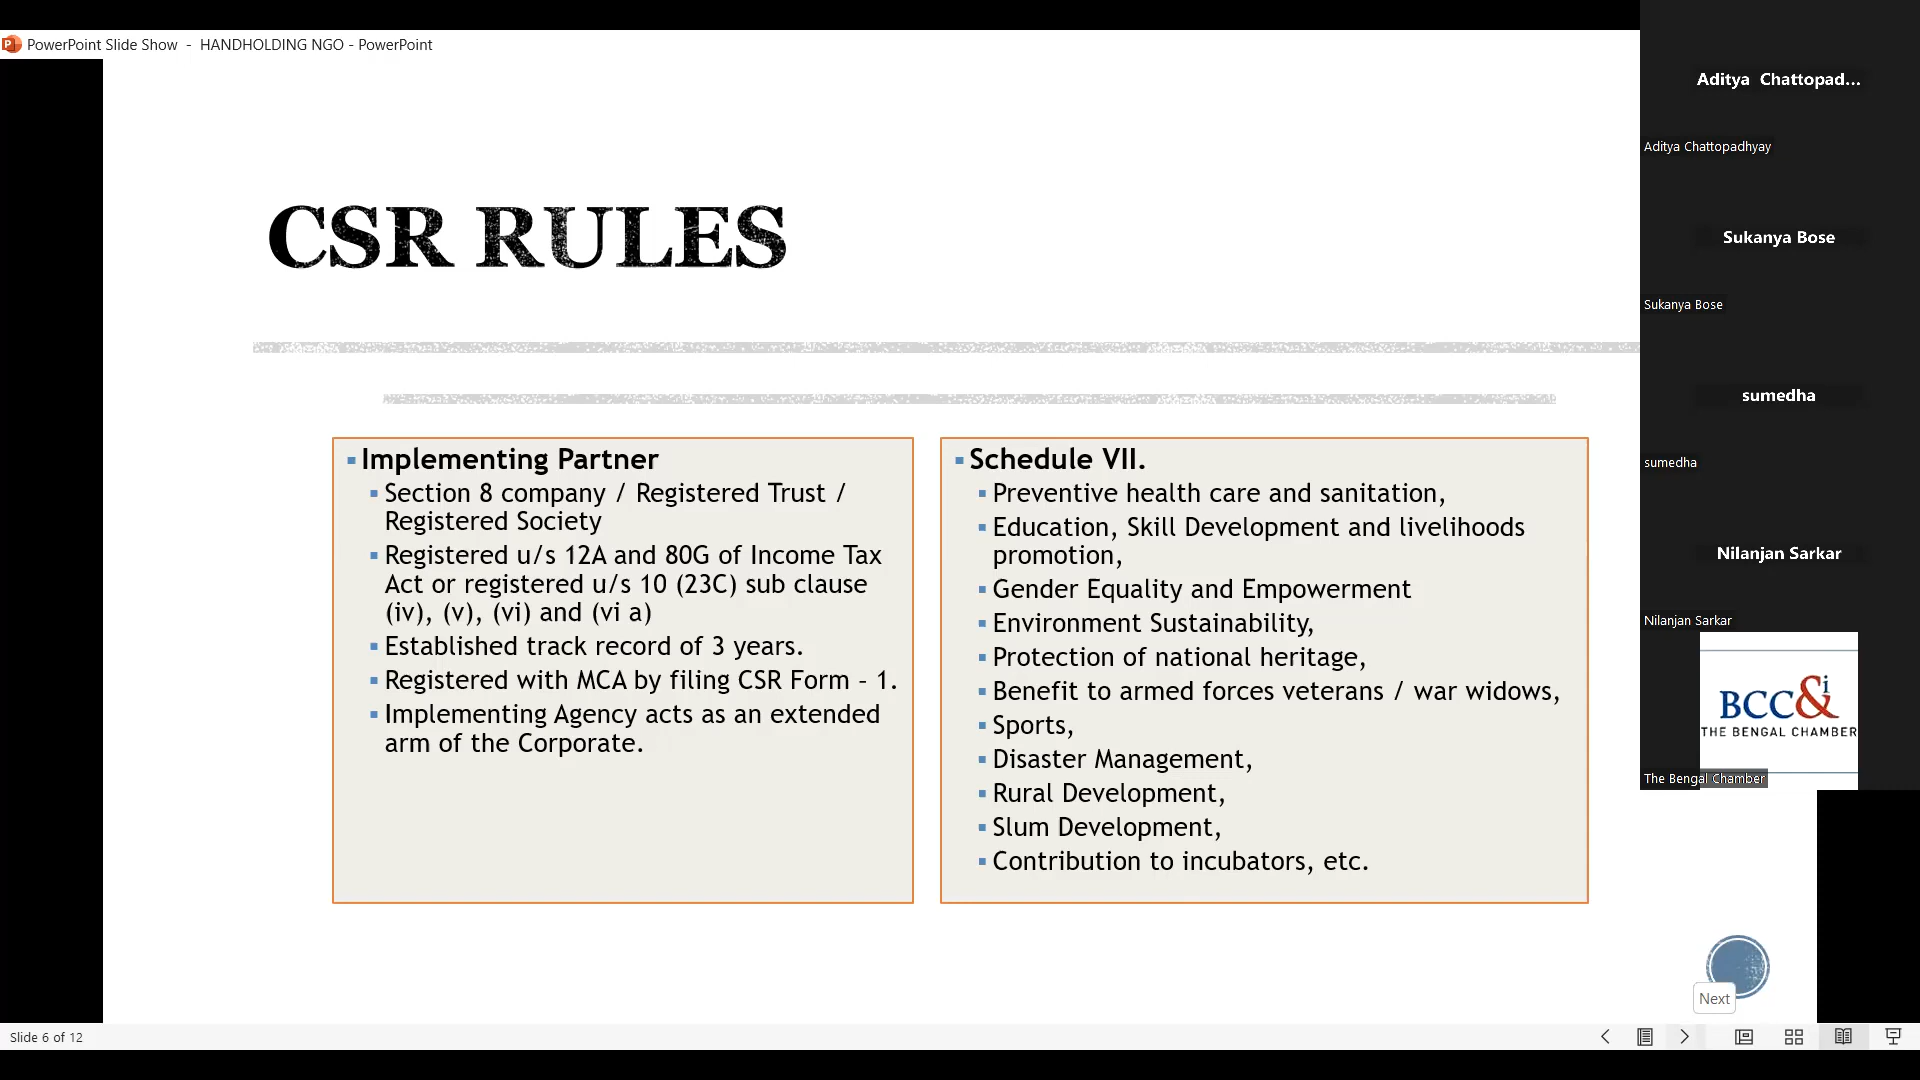 PowerPoint Slide Show - HANDHOLDING NGO - PowerPoint
CSR RULES
Implementing Partner
Section 8 company / Registered Trust /
Registered Society
Registered u/s 12A and 80G of Income Tax
Act or registered u/s 10 (23C) sub clause
(iv), (v), (vi) and (vi a)
Established track record of 3 years.
Registered with MCA by filing CSR Form – 1.
Implementing Agency acts as an extended
arm of the Corporate.
Schedule VII.
Preventive health care and sanitation,
Education, Skill Development and livelihoods
promotion,
Gender Equality and Empowerment
Environment Sustainability,
Protection of national heritage,
Benefit to armed forces veterans / war widows,
Sports,
Disaster Management,
Rural Development,
Slum Development,
Contribution to incubators, etc.
Aditya Chattopad...
Aditya Chattopadhyay
Sukanya Bose
Sukanya Bose
sumedha
sumedha
Nilanjan Sarkar
Nilanjan Sarkar
BCC&i
THE BENGAL CHAMBER
The Bengal Chamber
Next
Slide 6 of 12